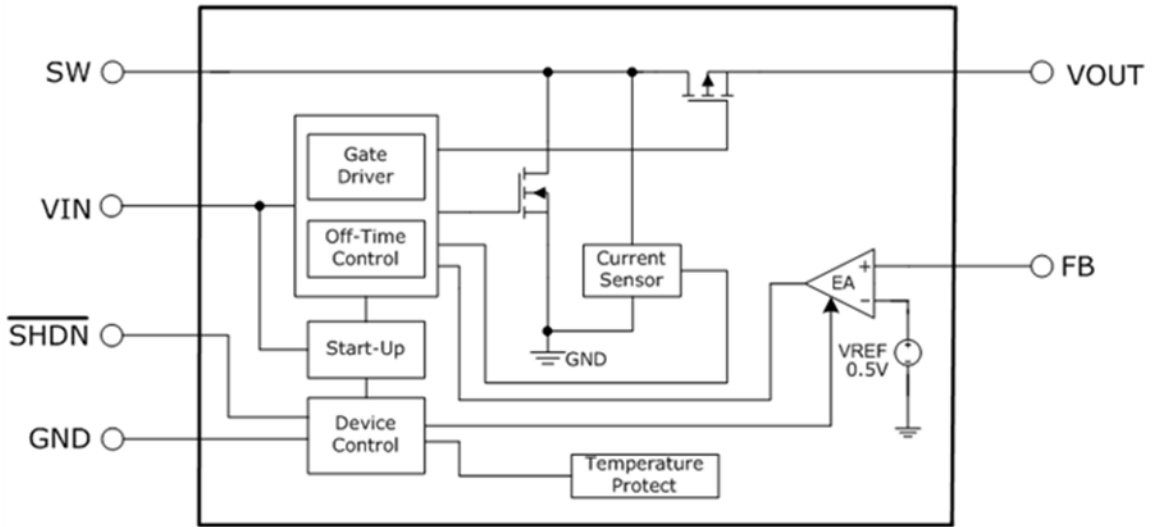 SW
VOUT
Gate
Driver
VIN
Off-Time
Control
Current
Sensor
+
EA
−
FB
SHDN
Start-Up
GND
VREF
0.5V
GND
Device
Control
Temperature
Protect